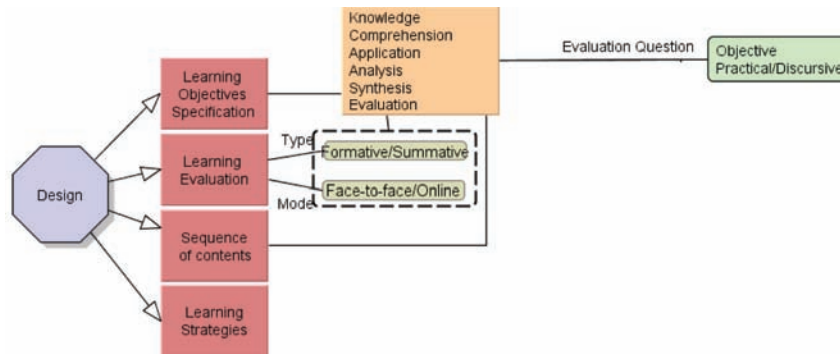 Knowledge
Comprehension
Application
Analysis
Synthesis
Evaluation
Evaluation Question
Objective
Practical/Discursive
Learning
Objectives
Specification
Type
Formative/Summative
Learning
Evaluation
Face-to-face/Online
Mode
Design
Sequence
of contents
Learning
Strategies